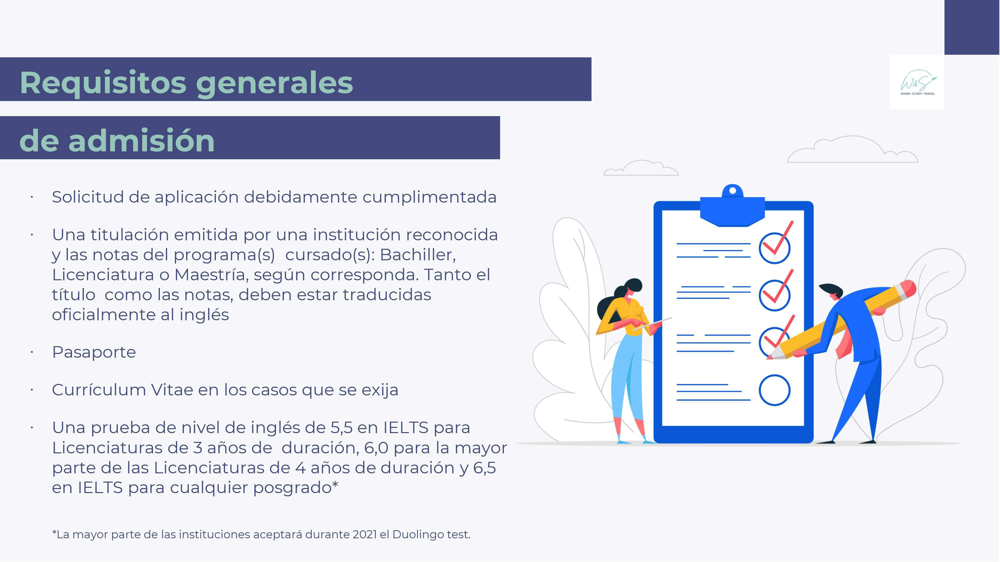 Requisitos generales
W&S
WORK·STUDY·TRAVEL
de admisión
· Solicitud de aplicación debidamente cumplimentada
· Una titulación emitida por una institución reconocida
y las notas del programa(s)  cursado(s): Bachiller,
Licenciatura o Maestría, según corresponda. Tanto el
título  como las notas, deben estar traducidas
oficialmente al inglés
· Pasaporte
· Currículum Vitae en los casos que se exija
· Una prueba de nivel de inglés de 5,5 en IELTS para
Licenciaturas de 3 años de  duración, 6,0 para la mayor
parte de las Licenciaturas de 4 años de duración y 6,5
en IELTS para cualquier posgrado*
*La mayor parte de las instituciones aceptará durante 2021 el Duolingo test.